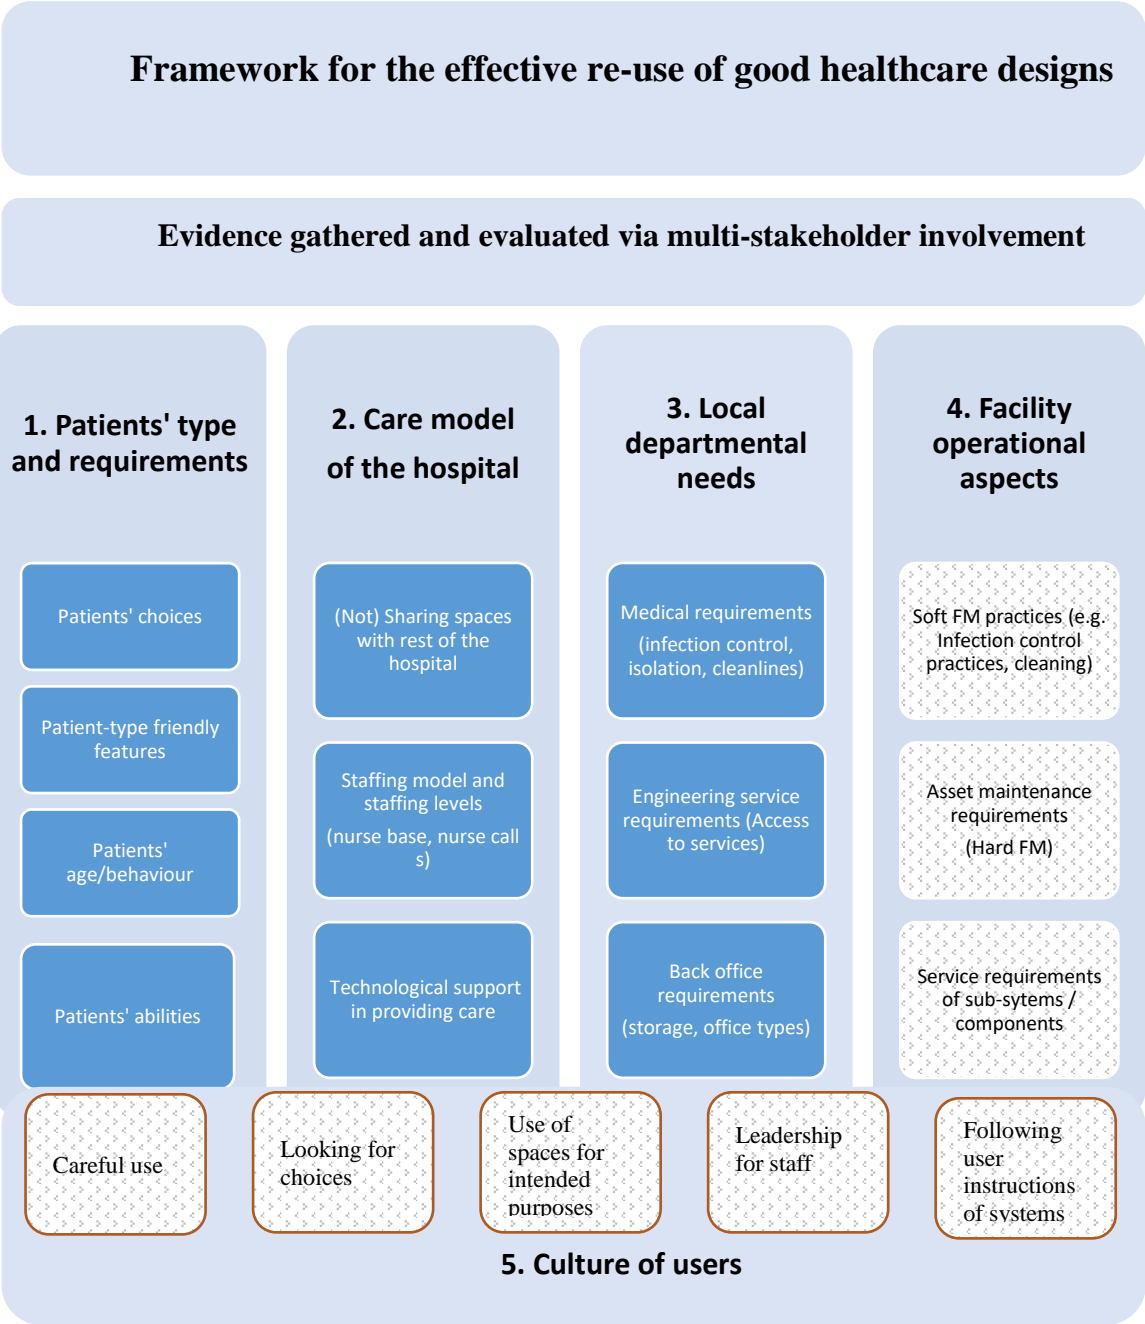 Framework for the effective re-use of good healthcare designs
Evidence gathered and evaluated via multi-stakeholder involvement
1. Patients' type
and requirements
Patients' choices
Patient-type friendly
features
Patients'
age/behaviour
Patients' abilities
2. Care model
of the hospital
(Not) Sharing spaces
with rest of the
hospital
Staffing model and
staffing levels
(nurse base, nurse call
s)
Technological support
in providing care
3. Local
departmental
needs
Medical requirements
(infection control,
isolation, cleanlines)
Engineering service
requirements (Access
to services)
Back office
requirements
(storage, office types)
4. Facility
operational
aspects
Soft FM practices (e.g.
Infection control
practices, cleaning)
Asset maintenance
requirements
(Hard FM)
Service requirements
of sub-sytems /
components
Careful use
Looking for
choices
Use of
spaces for
intended
purposes
Leadership
for staff
Following
user
instructions
of systems
5. Culture of users